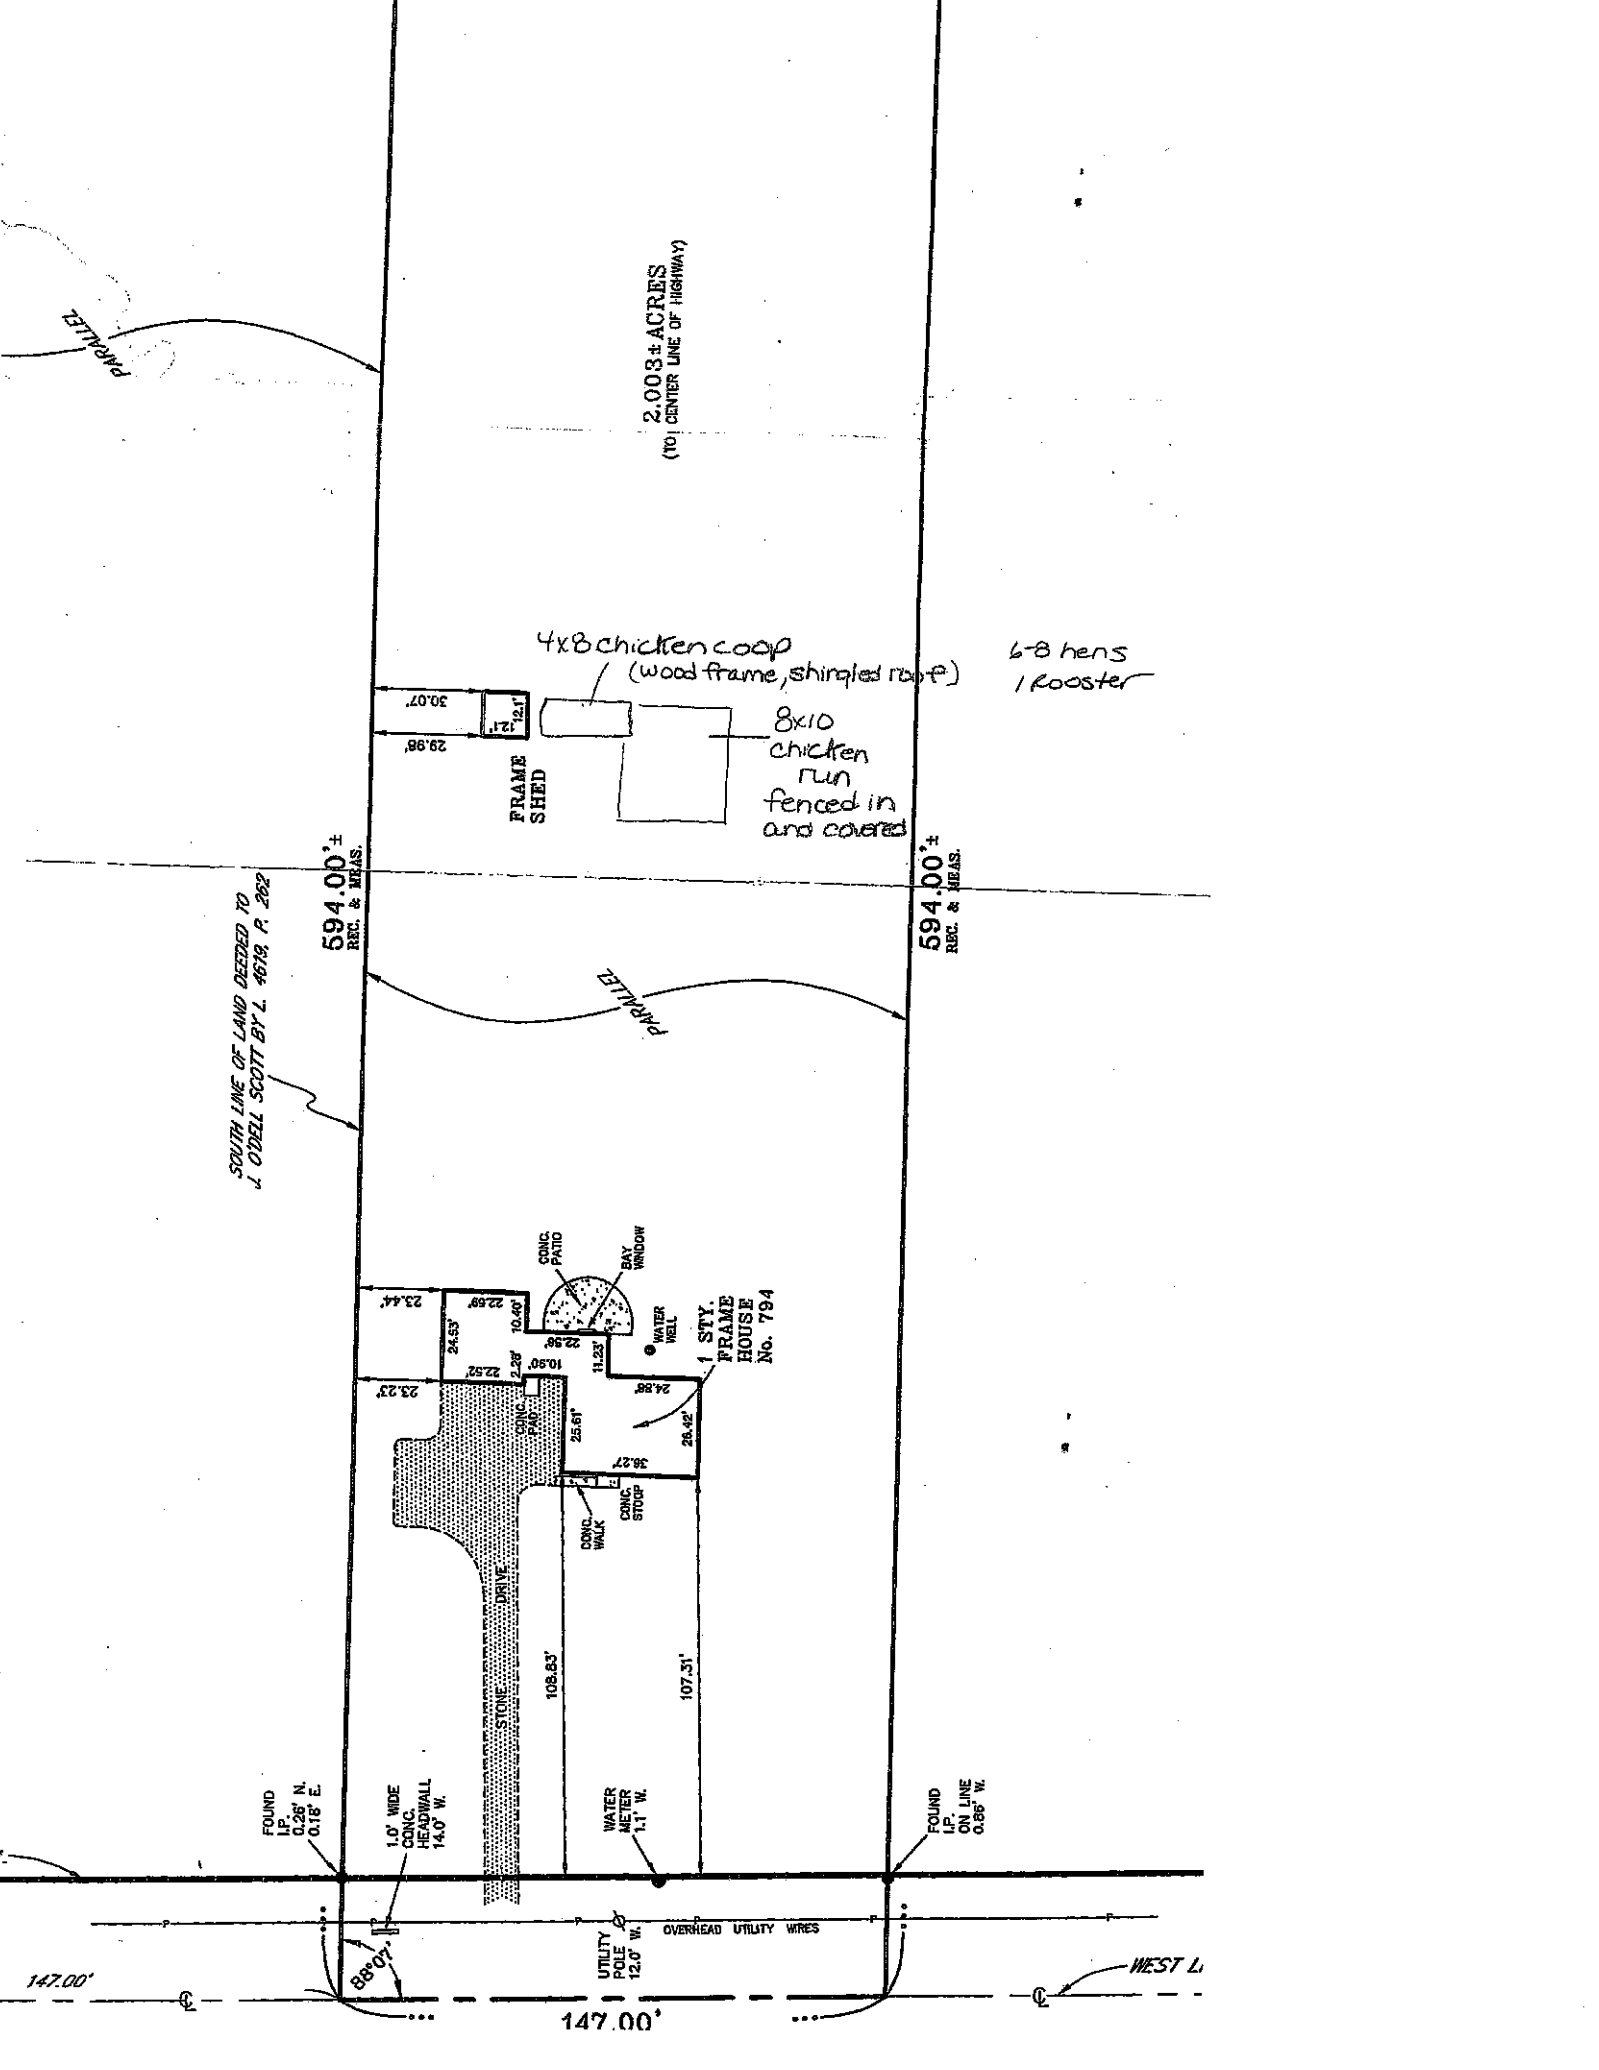 PARALLEL
2.003± ACRES
(TO CENTER LINE OF HIGHWAY)
4x8 chicken coop
(wood frame, shingled roof)
6-8 hens
1 Rooster
30.07'
29.98'
12.1'
12.1'
FRAME
SHED
8x10
chicken
run
fenced in
and covered
594.00'±
REC. & MEAS.
594.00'±
REC. & MEAS.
SOUTH LINE OF LAND DEEDED TO
J. O'DELL SCOTT BY L. 4619, P. 262
PARALLEL
CONC.
PATIO
BAY
WINDOW
23.44'
22.69'
10.40'
24.53'
22.56'
WATER
WELL
1 STY.
FRAME
HOUSE
No. 794
23.23'
22.52'
2.28'
10.90'
11.23'
24.88'
CONC.
PAD
25.61'
26.42'
36.27'
CONC.
WALK
CONC.
STOOP
STONE DRIVE
108.83'
107.31'
FOUND
I.P.
0.26' N.
0.18' E.
1.0' WIDE
CONC.
HEADWALL
14.0' W.
WATER
METER
1.1' W.
FOUND
I.P.
ON LINE
0.86' W.
UTILITY
POLE
12.0' W.
OVERHEAD UTILITY WIRES
88°07'
147.00'
WEST
147.00'